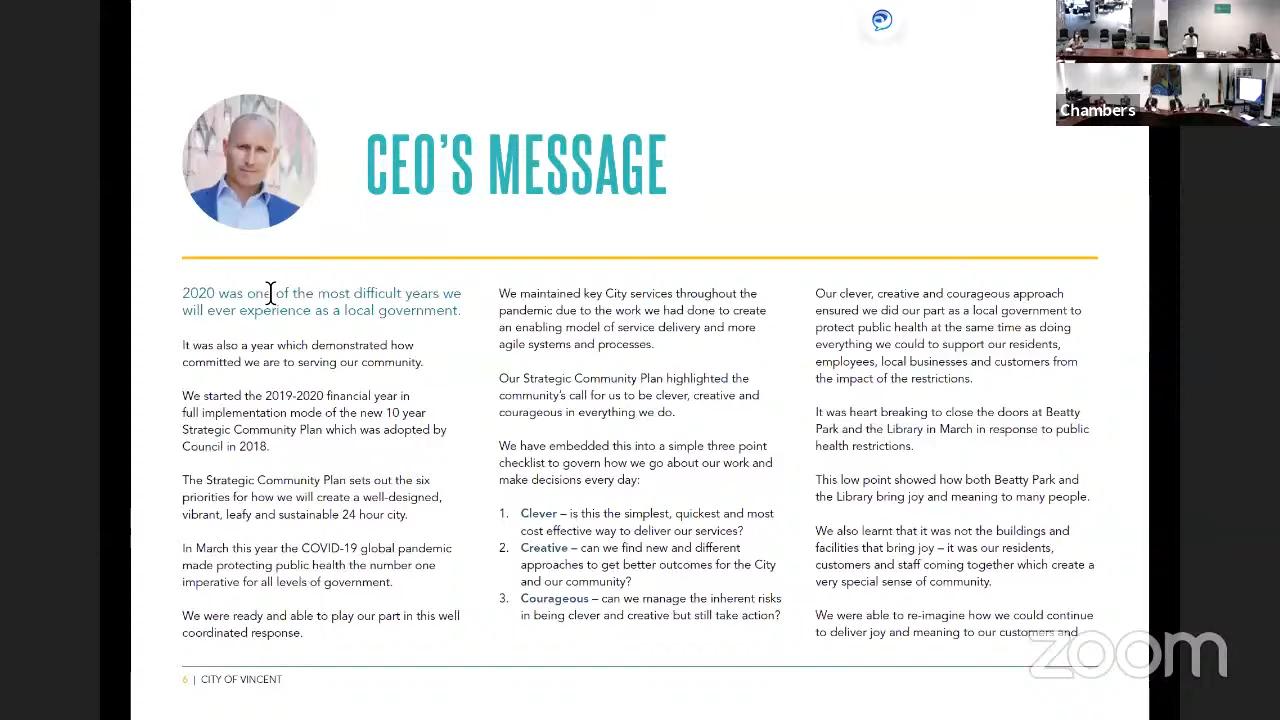 Chambers
CEO'S MESSAGE
2020 was one of the most difficult years we
will ever experience as a local government.
It was also a year which demonstrated how
committed we are to serving our community.
We started the 2019-2020 financial year in
full implementation mode of the new 10 year
Strategic Community Plan which was adopted by
Council in 2018.
The Strategic Community Plan sets out the six
priorities for how we will create a well-designed,
vibrant, leafy and sustainable 24 hour city.
In March this year the COVID-19 global pandemic
made protecting public health the number one
imperative for all levels of government.
We were ready and able to play our part in this well
coordinated response.
We maintained key City services throughout the
pandemic due to the work we had done to create
an enabling model of service delivery and more
agile systems and processes.
Our Strategic Community Plan highlighted the
community's call for us to be clever, creative and
courageous in everything we do.
We have embedded this into a simple three point
checklist to govern how we go about our work and
make decisions every day:
1. Clever – is this the simplest, quickest and most
cost effective way to deliver our services?
2. Creative – can we find new and different
approaches to get better outcomes for the City
and our community?
3. Courageous – can we manage the inherent risks
in being clever and creative but still take action?
Our clever, creative and courageous approach
ensured we did our part as a local government to
protect public health at the same time as doing
everything we could to support our residents,
employees, local businesses and customers from
the impact of the restrictions.
It was heart breaking to close the doors at Beatty
Park and the Library in March in response to public
health restrictions.
This low point showed how both Beatty Park and
the Library bring joy and meaning to many people.
We also learnt that it was not the buildings and
facilities that bring joy – it was our residents,
customers and staff coming together which create a
very special sense of community.
We were able to re-imagine how we could continue
to deliver joy and meaning to our customers and
6 | CITY OF VINCENT
zoom